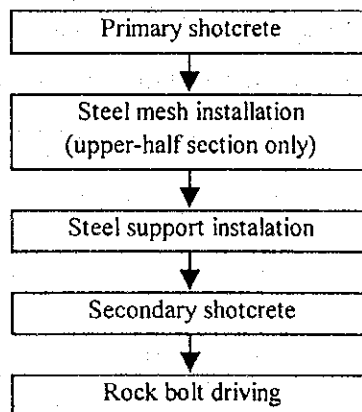 Primary shotcrete
Steel mesh installation
(upper-half section only)
Steel support instalation
Secondary shotcrete
Rock bolt driving